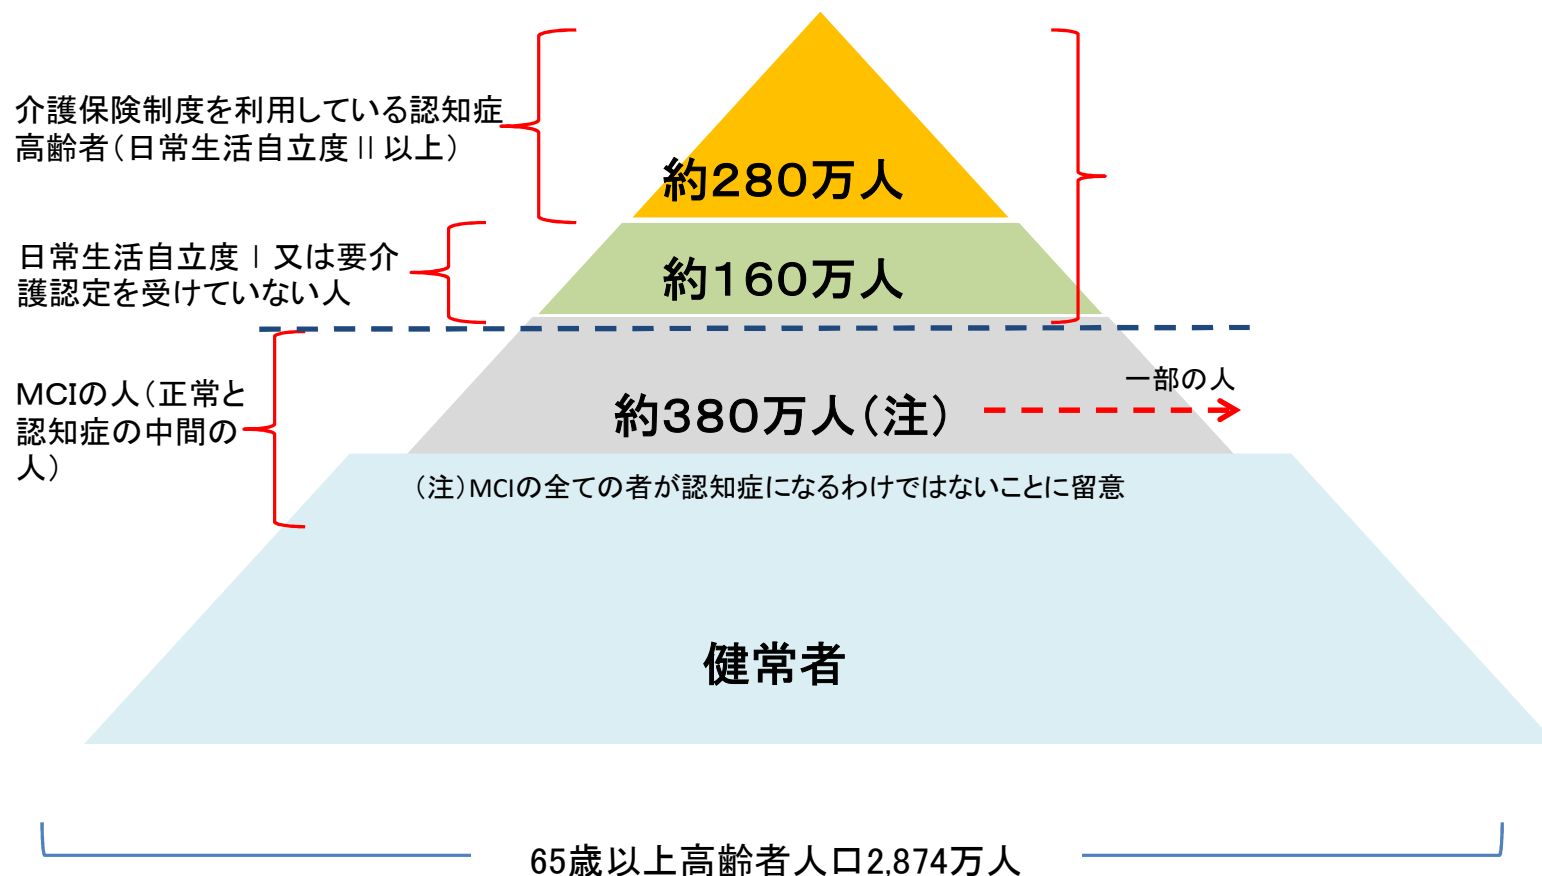 介護保険制度を利用している認知症
高齢者（日常生活自立度Ⅱ以上）
約２８０万人
日常生活自立度Ⅰ又は要介
護認定を受けていない人
約１６０万人
MCIの人（正常と
認知症の中間の
人）
一部の人
約３８０万人（注）
（注）MCIの全ての者が認知症になるわけではないことに留意
健常者
65歳以上高齢者人口2,874万人